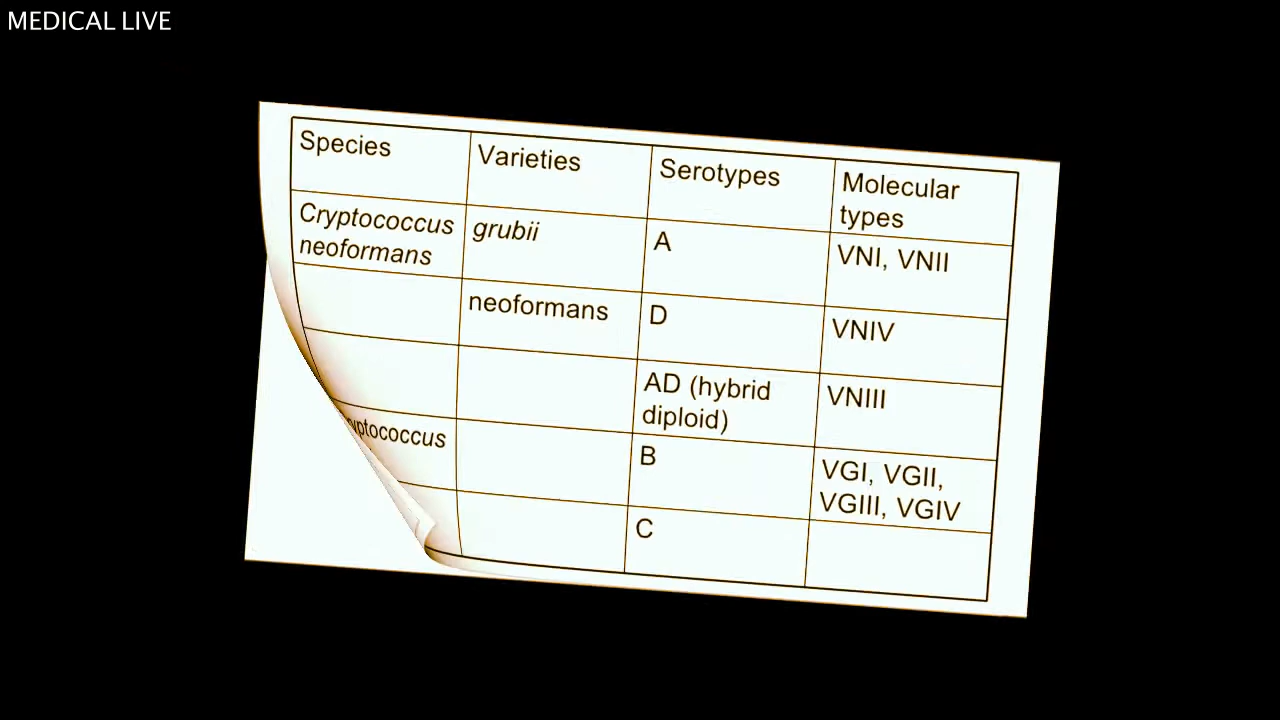 MEDICAL LIVE
Species
Varieties
Serotypes
Molecular
types
Cryptococcus
neoformans
grubii
A
VNI, VNII
neoformans
D
VNIV
AD (hybrid
diploid)
VNIII
yptococcus
B
VGI, VGII,
VGIII, VGIV
C